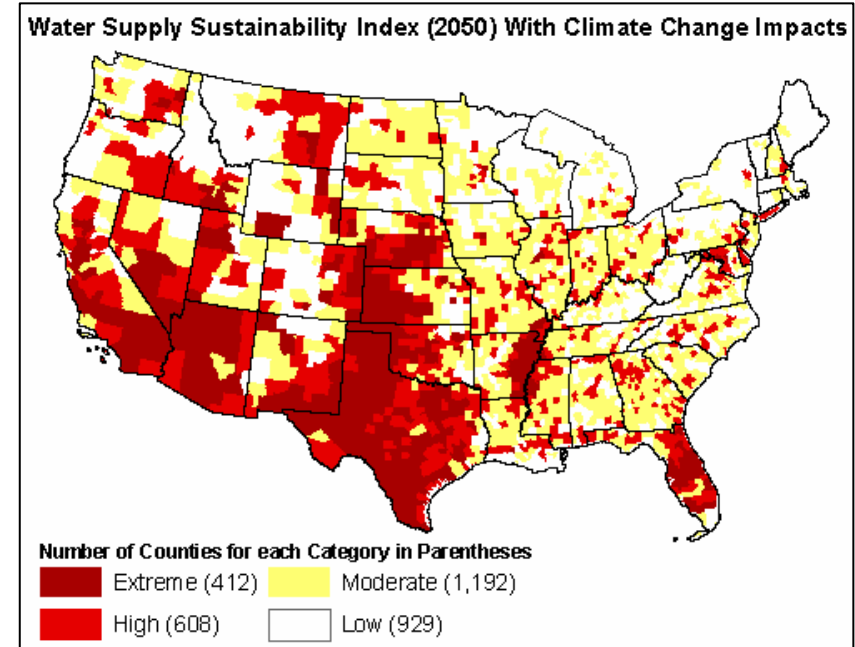 Water Supply Sustainability Index (2050) With Climate Change Impacts
Number of Counties for each Category in Parentheses
Extreme (412)
Moderate (1,192)
High (608)
Low (929)